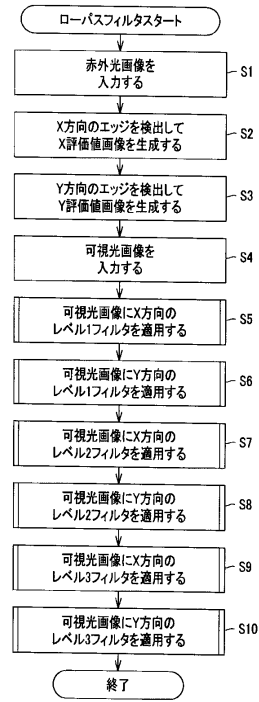 ローパスフィルタスタート
赤外光画像を
入力する
S1
X方向のエッジを検出して
X評価値画像を生成する
S2
Y方向のエッジを検出して
Y評価値画像を生成する
S3
可視光画像を
入力する
S4
可視光画像にX方向の
レベル1フィルタを適用する
S5
可視光画像にY方向の
レベル1フィルタを適用する
S6
可視光画像にX方向の
レベル2フィルタを適用する
S7
可視光画像にY方向の
レベル2フィルタを適用する
S8
可視光画像にX方向の
レベル3フィルタを適用する
S9
可視光画像にY方向の
レベル3フィルタを適用する
S10
終了